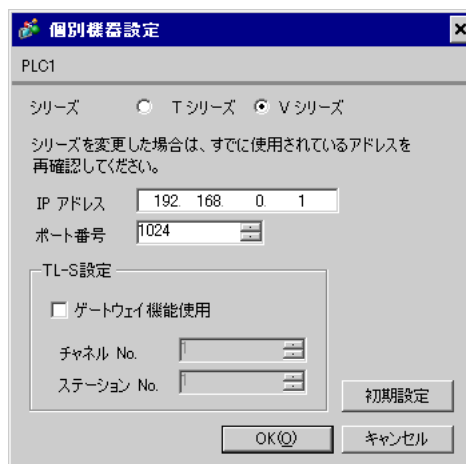 個別機器設定
PLC1
シリーズ Tシリーズ Vシリーズ
シリーズを変更した場合は、すでに使用されているアドレスを
再確認してください。
IP アドレス 192. 168. 0. 1
ポート番号 1024
TL-S設定
ゲートウェイ機能使用
チャネル No. 1
ステーション No. 1
初期設定
OK(O) キャンセル